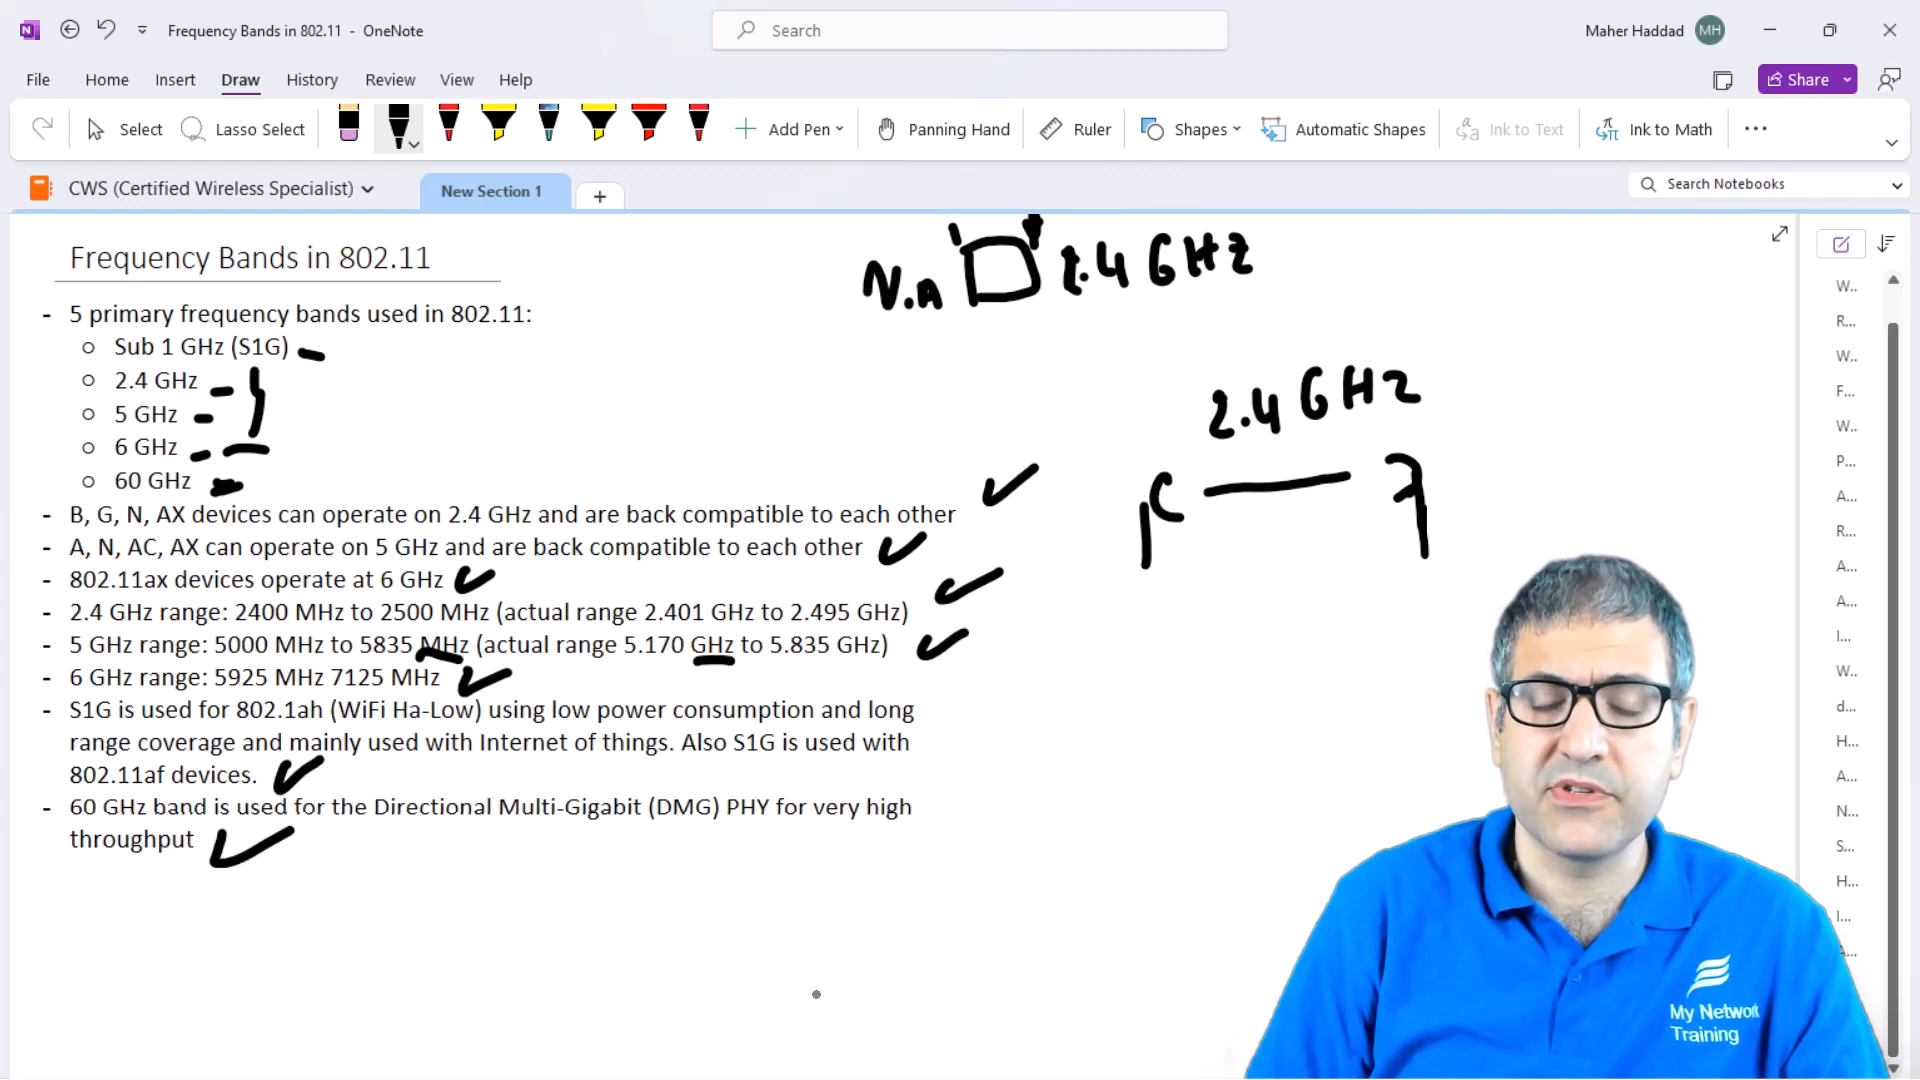 Frequency Bands in 802.11 - OneNote
Search
Maher Haddad MH
File Home Insert Draw History Review View Help
Share
Select Lasso Select Add Pen Panning Hand Ruler Shapes Automatic Shapes Ink to Text Ink to Math
CWS (Certified Wireless Specialist) New Section 1 +
Search Notebooks
Frequency Bands in 802.11
N.A 2.4 GHZ
- 5 primary frequency bands used in 802.11:
Sub 1 GHz (S1G)
2.4 GHz
5 GHz
6 GHz
60 GHz
2.4 GHZ
- B, G, N, AX devices can operate on 2.4 GHz and are back compatible to each other
- A, N, AC, AX can operate on 5 GHz and are back compatible to each other
- 802.11ax devices operate at 6 GHz
- 2.4 GHz range: 2400 MHz to 2500 MHz (actual range 2.401 GHz to 2.495 GHz)
- 5 GHz range: 5000 MHz to 5835 MHz (actual range 5.170 GHz to 5.835 GHz)
- 6 GHz range: 5925 MHz 7125 MHz
- S1G is used for 802.1ah (WiFi Ha-Low) using low power consumption and long
range coverage and mainly used with Internet of things. Also S1G is used with
802.11af devices.
- 60 GHz band is used for the Directional Multi-Gigabit (DMG) PHY for very high
throughput
W..
R...
W..
F...
W..
P...
A...
R...
A...
A...
I...
W..
d...
H...
A...
N...
S...
H...
I...
A...
My Network
Training